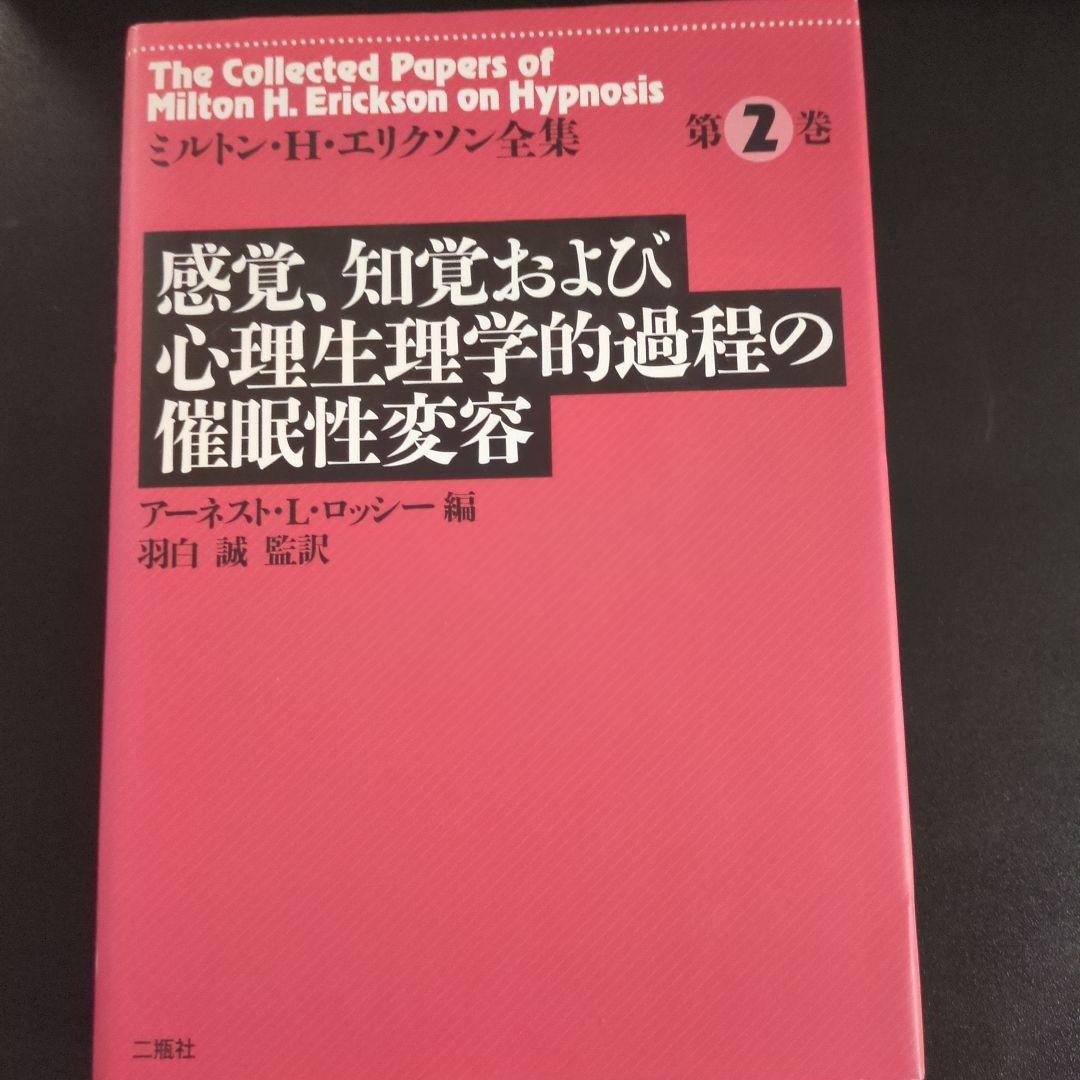 The Collected Papers of
Milton H. Erickson on Hypnosis
ミルトン・H・エリクソン全集 第2巻
感覚、知覚および
心理生理学的過程の
催眠性変容
アーネスト・L・ロッシー 編
羽白 誠 監訳
二瓶社